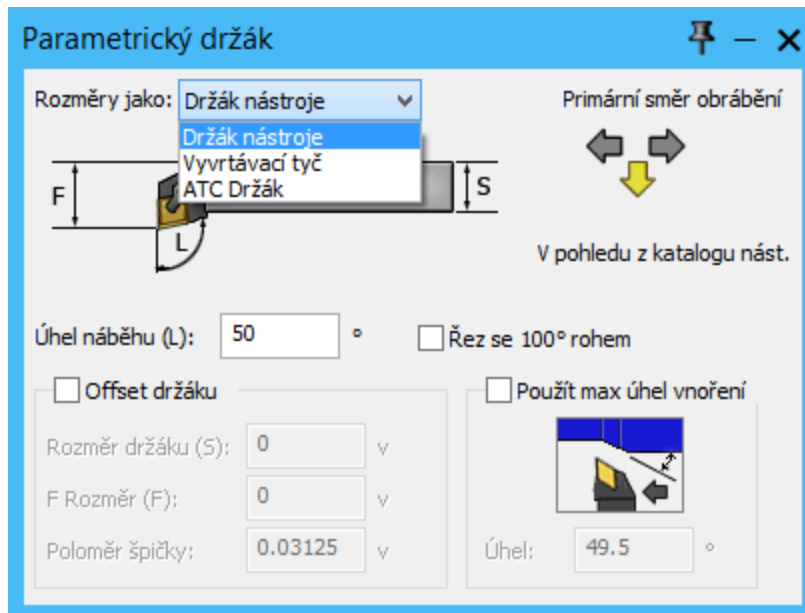 Parametrický držák
Rozměry jako: Držák nástroje
Držák nástroje
Vyvrtávací tyč
ATC Držák
Primární směr obrábění
F
S
L
V pohledu z katalogu nást.
Úhel náběhu (L): 50 °
Řez se 100° rohem
Offset držáku
Rozměr držáku (S): 0 v
F Rozměr (F): 0 v
Poloměr špičky: 0.03125 v
Použít max úhel vnoření
Úhel: 49.5 °